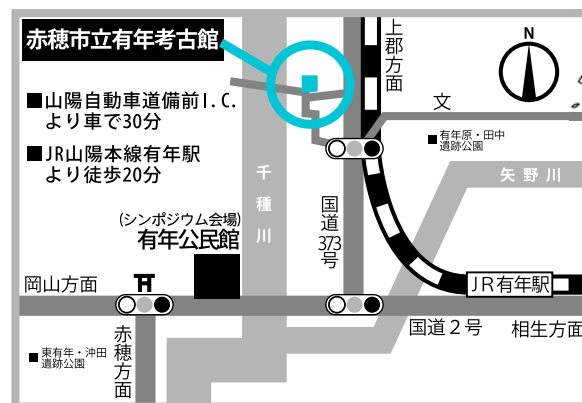 赤穂市立有年考古館
■山陽自動車道備前I.C.
より車で30分
■JR山陽本線有年駅
より徒歩20分
(シンポジウム会場)
有年公民館
岡山方面
赤穂方面
■東有年・沖田
遺跡公園
千種川
国道373号
上郡方面
N
文
■有年原・田中
遺跡公園
矢野川
JR有年駅
国道2号
相生方面